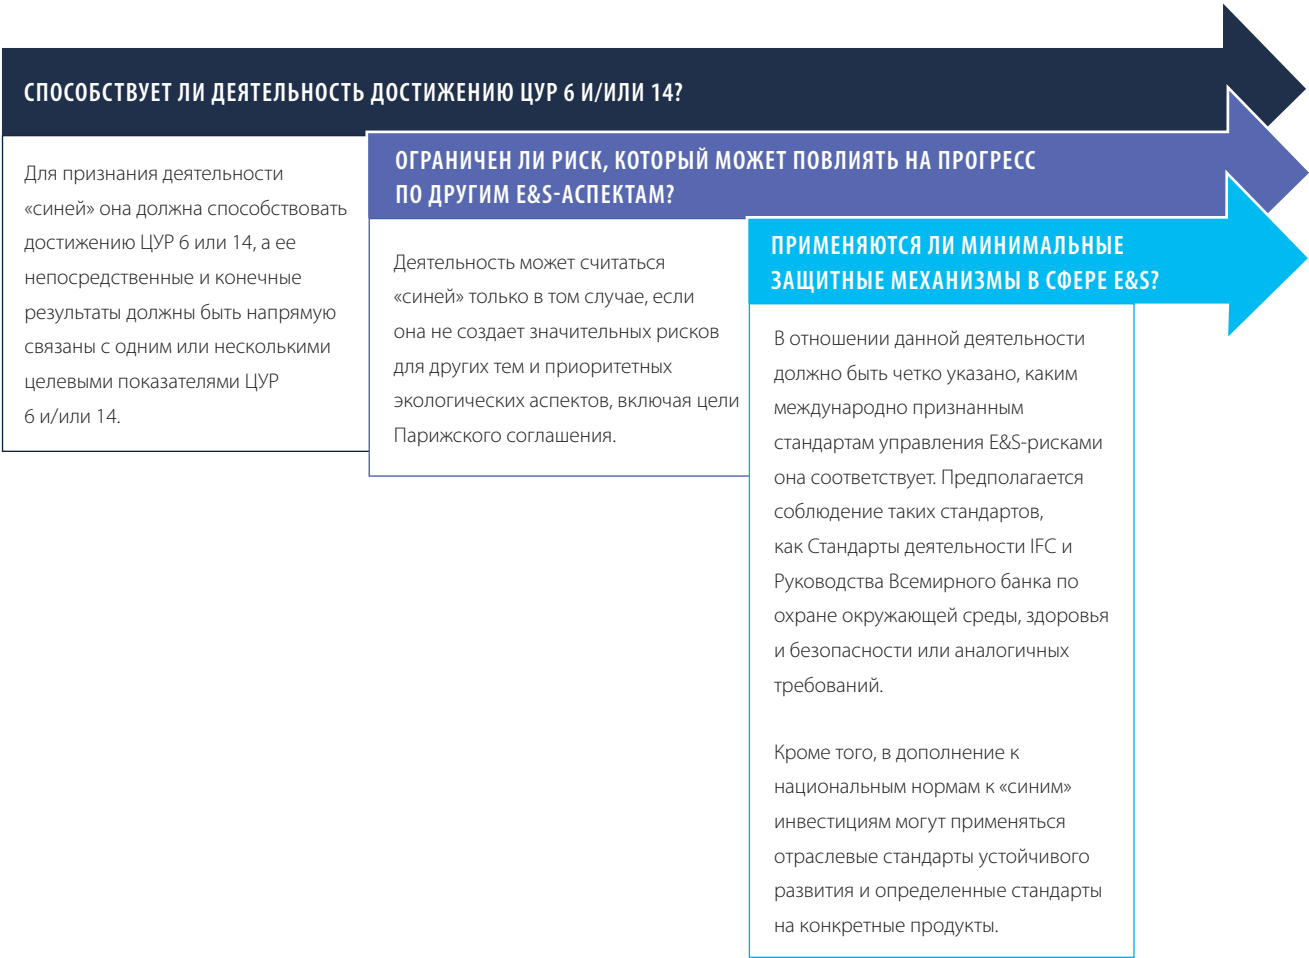 СПОСОБСТВУЕТ ЛИ ДЕЯТЕЛЬНОСТЬ ДОСТИЖЕНИЮ ЦУР 6 И/ИЛИ 14?
Для признания деятельности
«синей» она должна способствовать
достижению ЦУР 6 или 14, а ее
непосредственные и конечные
результаты должны быть напрямую
связаны с одним или несколькими
целевыми показателями ЦУР
6 и/или 14.
ОГРАНИЧЕН ЛИ РИСК, КОТОРЫЙ МОЖЕТ ПОВЛИЯТЬ НА ПРОГРЕСС
ПО ДРУГИМ E&S-АСПЕКТАМ?
Деятельность может считаться
«синей» только в том случае, если
она не создает значительных рисков
для других тем и приоритетных
экологических аспектов, включая цели
Парижского соглашения.
ПРИМЕНЯЮТСЯ ЛИ МИНИМАЛЬНЫЕ
ЗАЩИТНЫЕ МЕХАНИЗМЫ В СФЕРЕ E&S?
В отношении данной деятельности
должно быть четко указано, каким
международно признанным
стандартам управления E&S-рисками
она соответствует. Предполагается
соблюдение таких стандартов,
как Стандарты деятельности IFC и
Руководства Всемирного банка по
охране окружающей среды, здоровья
и безопасности или аналогичных
требований.
Кроме того, в дополнение к
национальным нормам к «синим»
инвестициям могут применяться
отраслевые стандарты устойчивого
развития и определенные стандарты
на конкретные продукты.